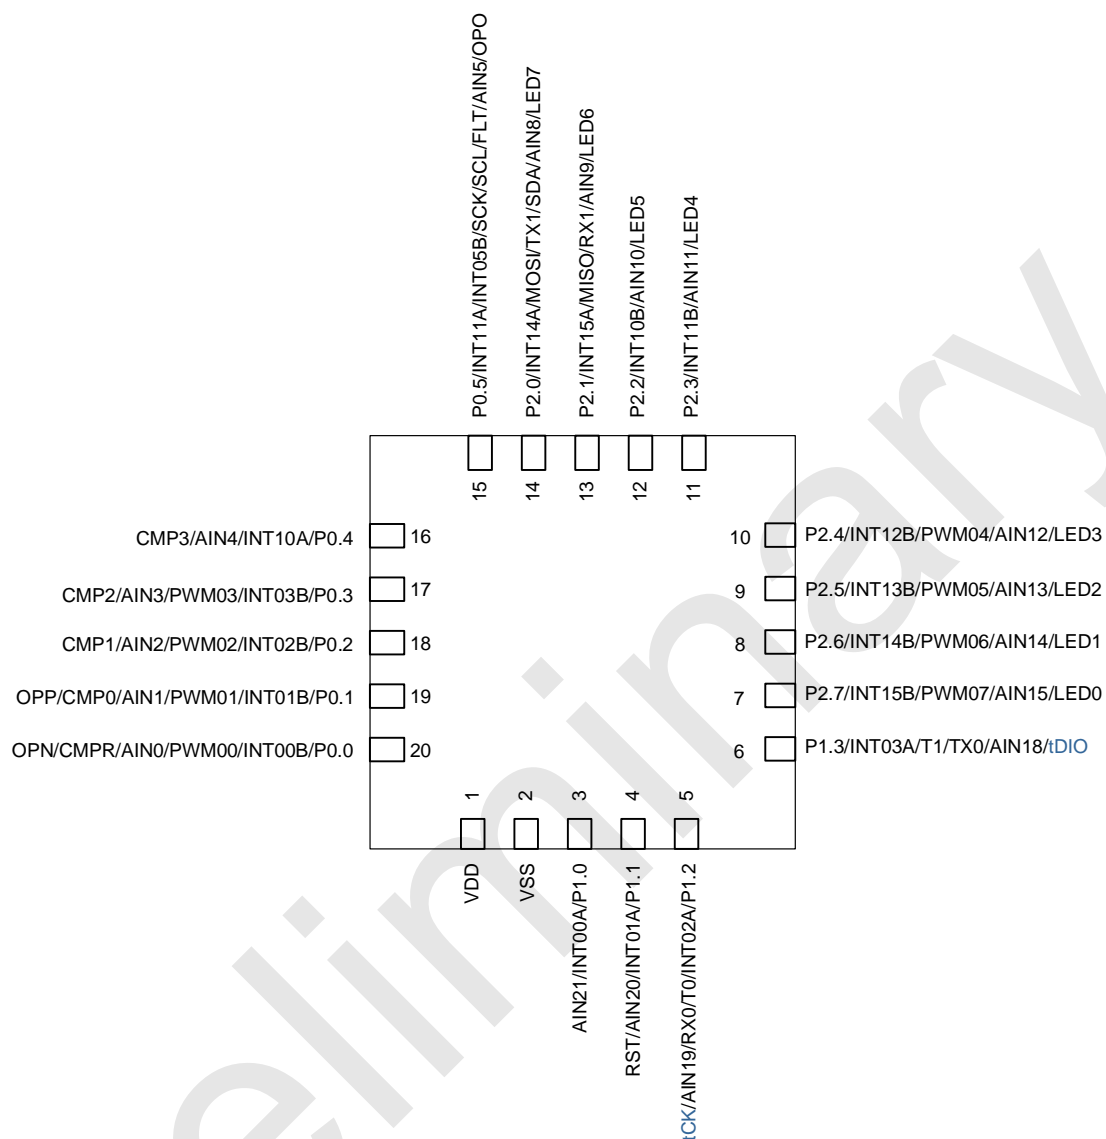 P0.5/INT11A/INT05B/SCK/SCL/FLT/AIN5/OPO
P2.0/INT14A/MOSI/TX1/SDA/AIN8/LED7
P2.1/INT15A/MISO/RX1/AIN9/LED6
P2.2/INT10B/AIN10/LED5
P2.3/INT11B/AIN11/LED4
15 14 13 12 11
CMP3/AIN4/INT10A/P0.4 16
10 P2.4/INT12B/PWM04/AIN12/LED3
CMP2/AIN3/PWM03/INT03B/P0.3 17
9 P2.5/INT13B/PWM05/AIN13/LED2
CMP1/AIN2/PWM02/INT02B/P0.2 18
8 P2.6/INT14B/PWM06/AIN14/LED1
OPP/CMP0/AIN1/PWM01/INT01B/P0.1 19
7 P2.7/INT15B/PWM07/AIN15/LED0
OPN/CMPR/AIN0/PWM00/INT00B/P0.0 20
6 P1.3/INT03A/T1/TX0/AIN18/tDIO
1 2 3 4 5
VDD
VSS
AIN21/INT00A/P1.0
RST/AIN20/INT01A/P1.1
tCK/AIN19/RX0/T0/INT02A/P1.2
eliminary